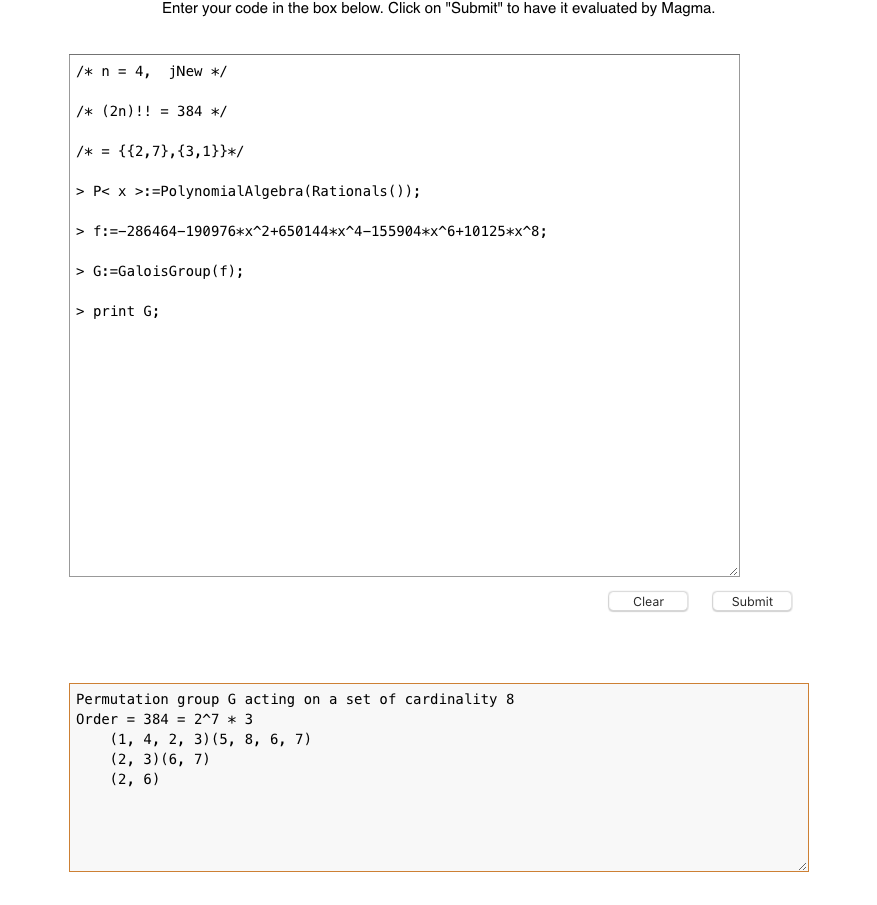 Enter your code in the box below. Click on "Submit" to have it evaluated by Magma.
/* n = 4,  jNew */
/* (2n)!! = 384 */
/* = {{2,7},{3,1}}*/
> P< x >:=PolynomialAlgebra(Rationals());
> f:=−286464−190976*x^2+650144*x^4−155904*x^6+10125*x^8;
> G:=GaloisGroup(f);
> print G;
Clear Submit
Permutation group G acting on a set of cardinality 8
Order = 384 = 2^7 * 3
    (1, 4, 2, 3)(5, 8, 6, 7)
    (2, 3)(6, 7)
    (2, 6)